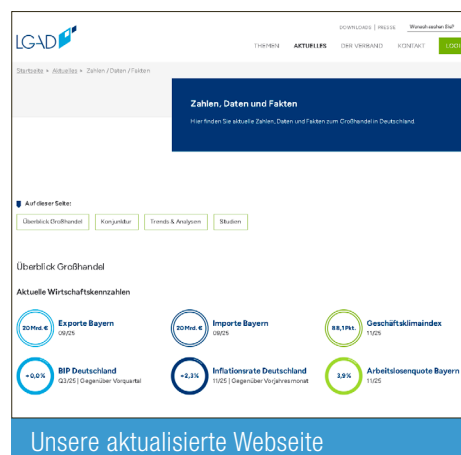 LGAD
DOWNLOADS | PRESSE
Wonach suchen Sie?
THEMEN AKTUELLES DER VERBAND KONTAKT LOGI
Startseite » Aktuelles » Zahlen / Daten / Fakten
Zahlen, Daten und Fakten
Hier finden Sie aktuelle Zahlen, Daten und Fakten zum Großhandel in Deutschland
Auf dieser Seite:
Überblick Großhandel Konjunktur Trends & Analysen Studien
Überblick Großhandel
Aktuelle Wirtschaftskennzahlen
20 Mrd. € Exporte Bayern
09/25
20 Mrd. € Importe Bayern
09/25
88,1 Pkt. Geschäftsklimaindex
11/25
+0,0% BIP Deutschland
Q3/25 | Gegenüber Vorquartal
+2,3% Inflationsrate Deutschland
11/25 | Gegenüber Vorjahresmonat
3,9% Arbeitslosenquote Bayern
11/25
Unsere aktualisierte Webseite